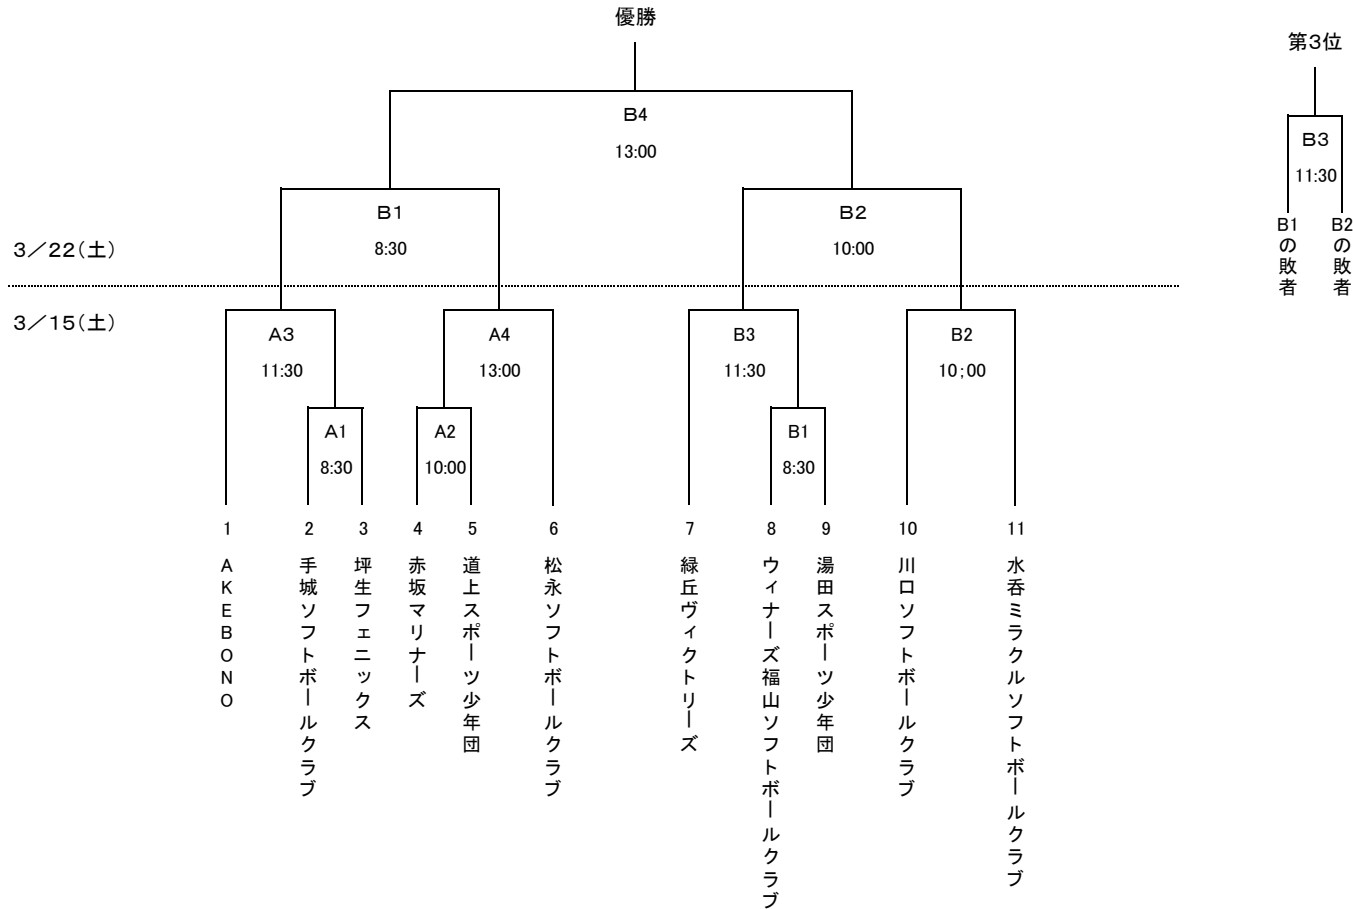 優勝
第3位
B4
13:00
B3
11:30
B1の敗者
B2の敗者
B1
8:30
B2
10:00
3／22(土)
3／15(土)
A3
11:30
A4
13:00
B3
11:30
B2
10；00
A1
8:30
A2
10:00
B1
8:30
1 2 3 4 5 6 7 8 9 10 11
AKEBONO
手城ソフトボールクラブ
坪生フェニックス
赤坂マリナーズ
道上スポーツ少年団
松永ソフトボールクラブ
緑丘ヴィクトリーズ
ウィナーズ福山ソフトボールクラブ
湯田スポーツ少年団
川口ソフトボールクラブ
水呑ミラクルソフトボールクラブ